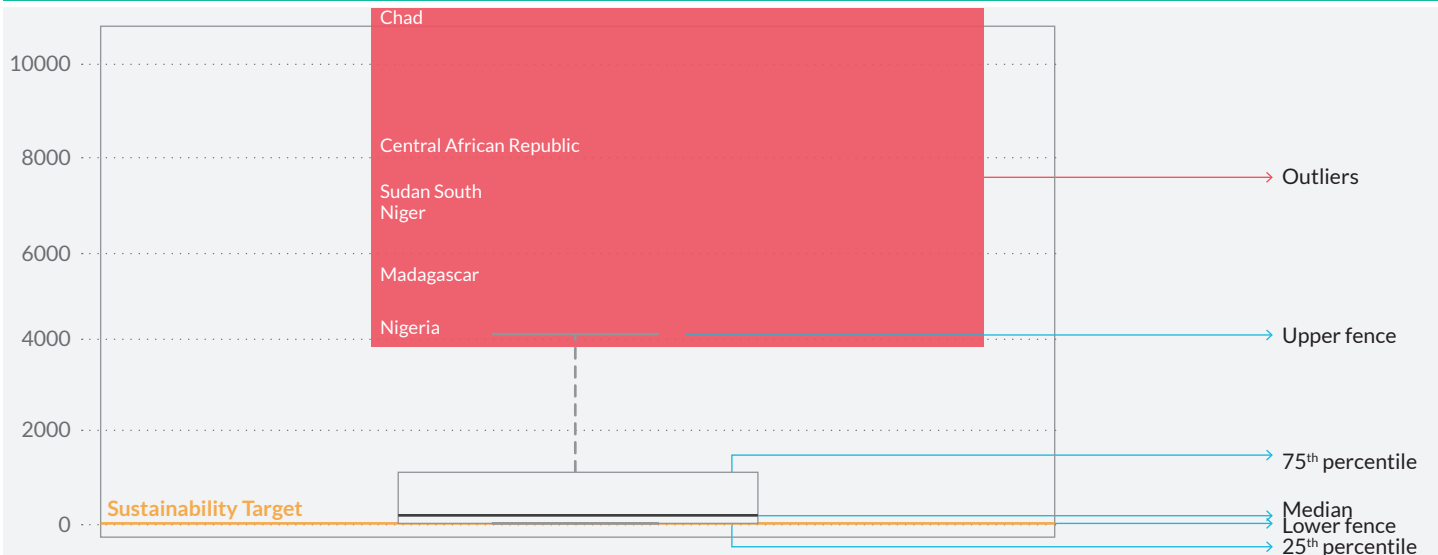 Chad
10000
Central African Republic
8000
Outliers
Sudan South
Niger
6000
Madagascar
Nigeria
4000
Upper fence
2000
75th percentile
Sustainability Target
Median
0
Lower fence
25th percentile